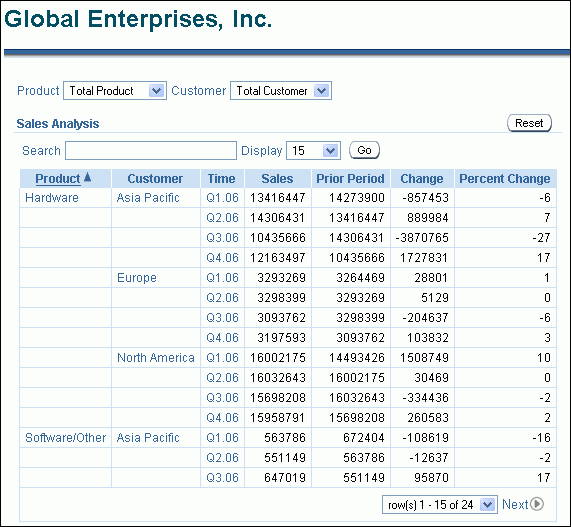 Global Enterprises, Inc.
Product Total Product Customer Total Customer
Sales Analysis Reset
Search Display 15 Go
Product Customer Time Sales Prior Period Change Percent Change
Hardware Asia Pacific Q1.06 13416447 14273900 -857453 -6
Q2.06 14306431 13416447 889984 7
Q3.06 10435666 14306431 -3870765 -27
Q4.06 12163497 10435666 1727831 17
Europe Q1.06 3293269 3264469 28801 1
Q2.06 3298399 3293269 5129 0
Q3.06 3093762 3298399 -204637 -6
Q4.06 3197593 3093762 103832 3
North America Q1.06 16002175 14493426 1508749 10
Q2.06 16032643 16002175 30469 0
Q3.06 15698208 16032643 -334436 -2
Q4.06 15958791 15698208 260583 2
Software/Other Asia Pacific Q1.06 563786 672404 -108619 -16
Q2.06 551149 563786 -12637 -2
Q3.06 647019 551149 95870 17
row(s) 1 - 15 of 24 Next